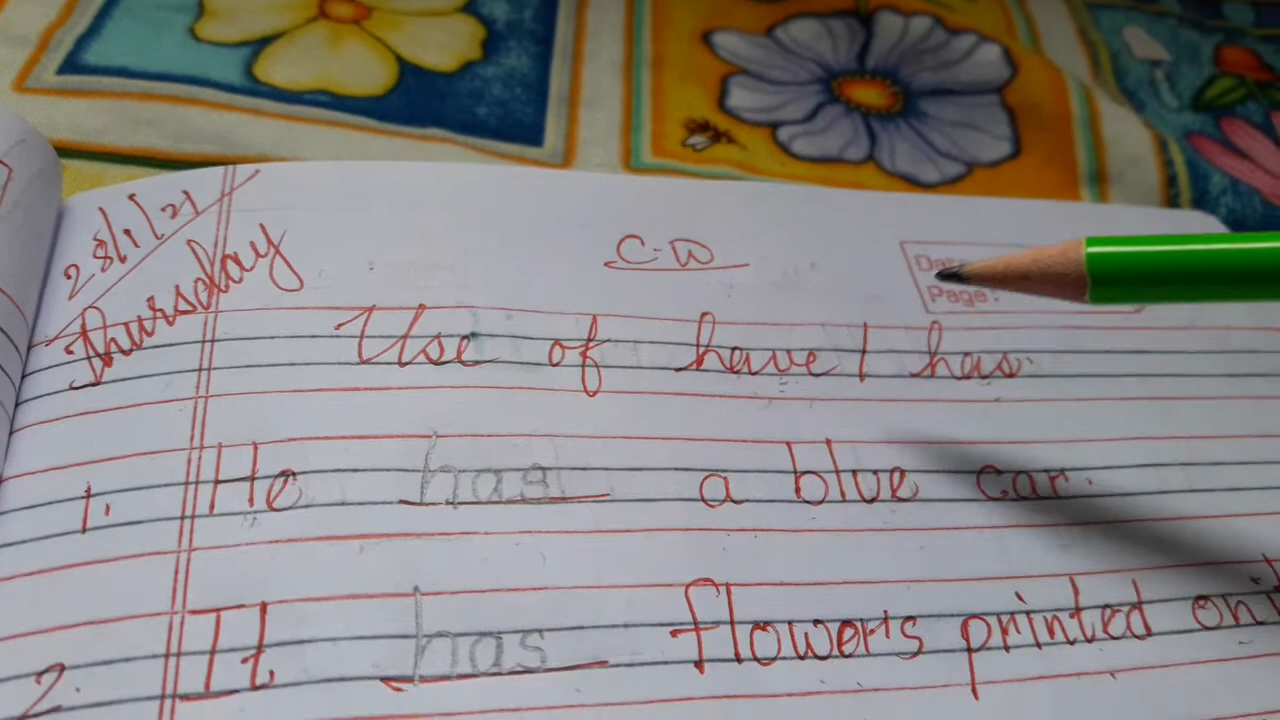 28/1/21
Thursday
C.W
Date
Page:
Use of have/has.
1. He has a blue car.
2. It has flowers printed on it